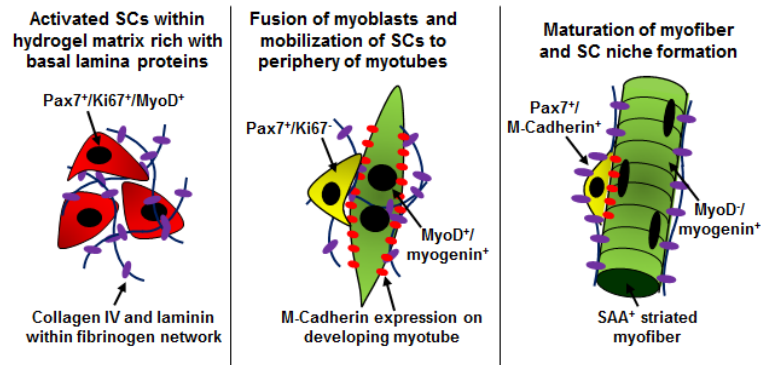 Activated SCs within
hydrogel matrix rich with
basal lamina proteins
Pax7⁺/Ki67⁺/MyoD⁺
Collagen IV and laminin
within fibrinogen network
Fusion of myoblasts and
mobilization of SCs to
periphery of myotubes
Pax7⁺/Ki67⁻
MyoD⁺/
myogenin⁺
M-Cadherin expression on
developing myotube
Maturation of myofiber
and SC niche formation
Pax7⁺/
M-Cadherin⁺
MyoD⁻/
myogenin⁺
SAA⁺ striated
myofiber